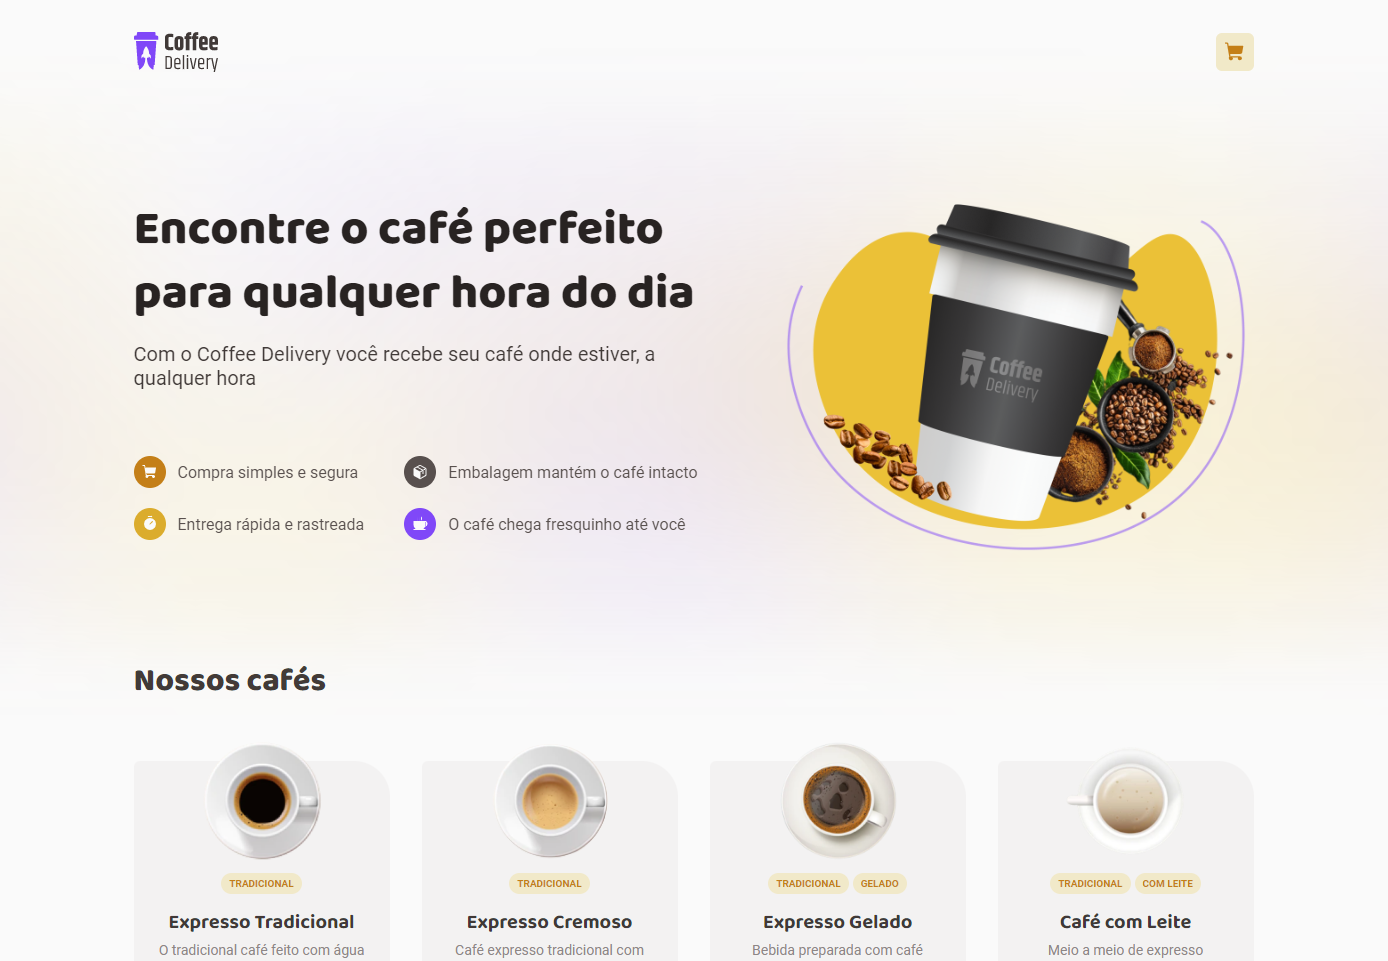 Coffee
Delivery
Encontre o café perfeito
para qualquer hora do dia
Com o Coffee Delivery você recebe seu café onde estiver, a
qualquer hora
Compra simples e segura
Embalagem mantém o café intacto
Entrega rápida e rastreada
O café chega fresquinho até você
Coffee
Delivery
Nossos cafés
TRADICIONAL
TRADICIONAL
TRADICIONAL GELADO
TRADICIONAL COM LEITE
Expresso Tradicional
Expresso Cremoso
Expresso Gelado
Café com Leite
O tradicional café feito com água
Café expresso tradicional com
Bebida preparada com café
Meio a meio de expresso